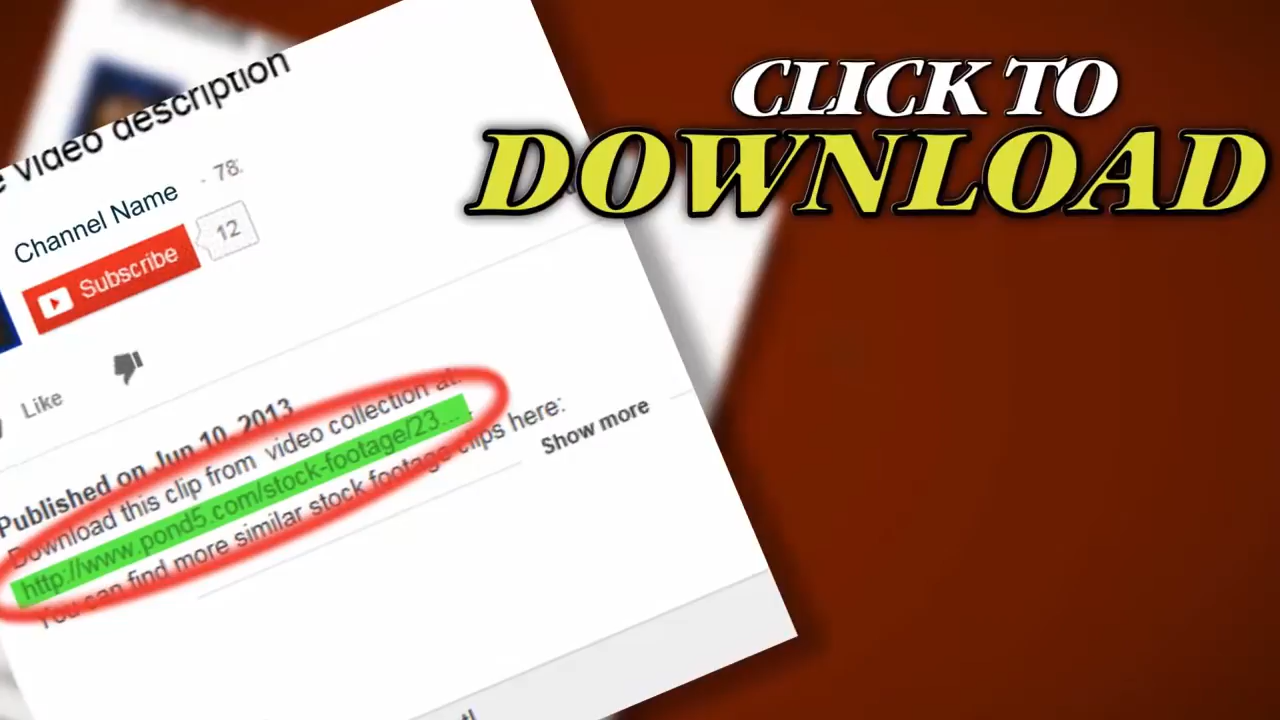 CLICK TO
DOWNLOAD
video description
Channel Name
Subscribe
12
Like
Published on Jun 10, 2013
Download this clip from video collection at:
http://www.pond5.com/stock-footage/23...
You can find more similar stock footage clips here:
Show more